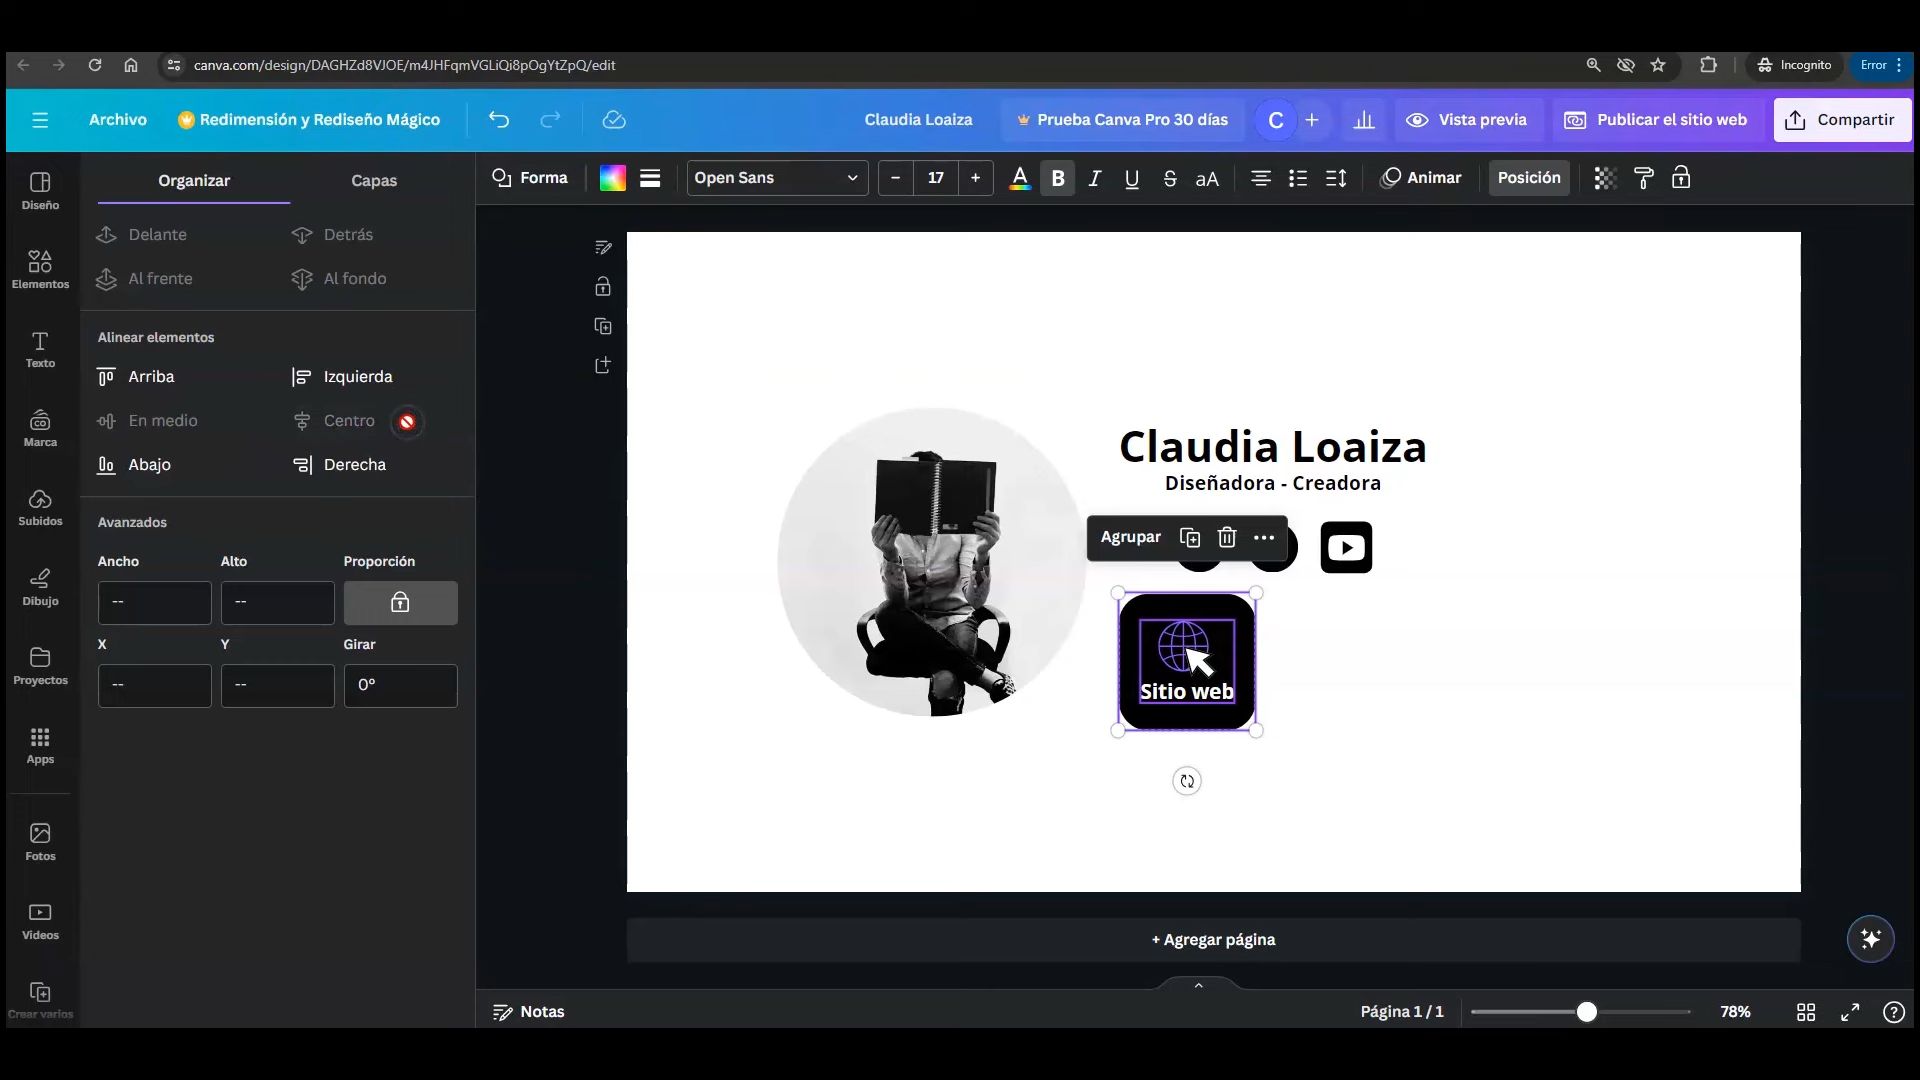 canva.com/design/DAGHZd8VJOE/m4JHFqmVGLiQi8pOgYtZpQ/edit
Incognito
Error
Archivo
Redimensión y Rediseño Mágico
Claudia Loaiza
Prueba Canva Pro 30 días
C
Vista previa
Publicar el sitio web
Compartir
Diseño
Elementos
Texto
Marca
Subidos
Dibujo
Proyectos
Apps
Fotos
Videos
Crear varios
Organizar
Capas
Delante
Detrás
Al frente
Al fondo
Alinear elementos
Arriba
Izquierda
En medio
Centro
Abajo
Derecha
Avanzados
Ancho
Alto
Proporción
--
--
X
Y
Girar
--
--
0°
Forma
Open Sans
17
A
B
I
U
S
aA
Animar
Posición
Claudia Loaiza
Diseñadora - Creadora
Agrupar
Sitio web
+ Agregar página
Notas
Página 1 / 1
78%